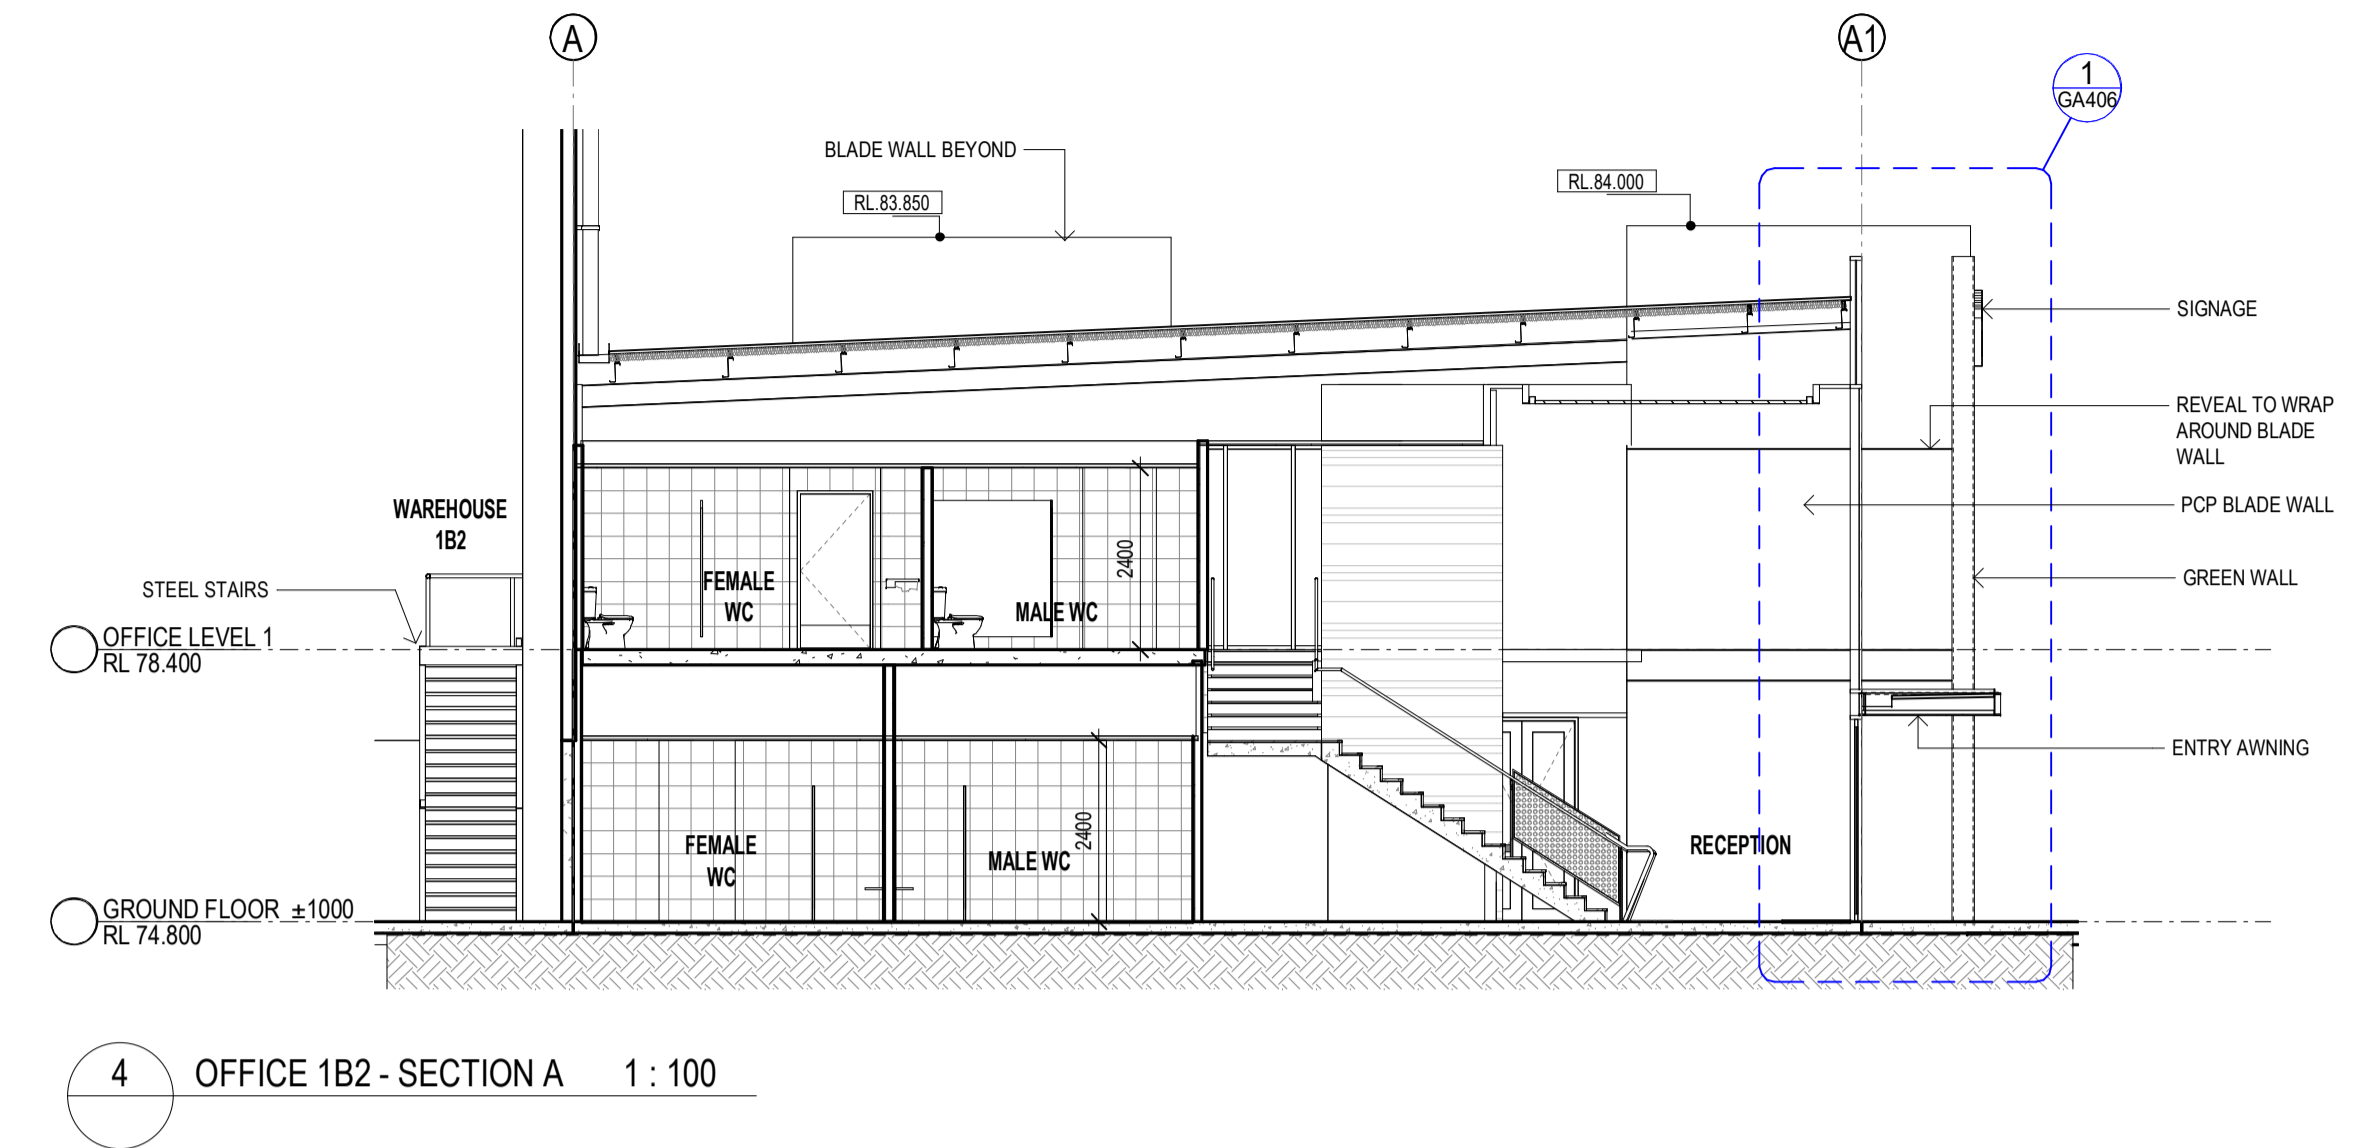 A
A1
1
GA406
BLADE WALL BEYOND
RL.83.850
RL.84.000
SIGNAGE
REVEAL TO WRAP
AROUND BLADE
WALL
WAREHOUSE
1B2
PCP BLADE WALL
2400
STEEL STAIRS
FEMALE
WC
MALE WC
GREEN WALL
OFFICE LEVEL 1
RL 78.400
ENTRY AWNING
2400
FEMALE
WC
MALE WC
RECEPTION
GROUND FLOOR ±1000
RL 74.800
4 OFFICE 1B2 - SECTION A 1 : 100